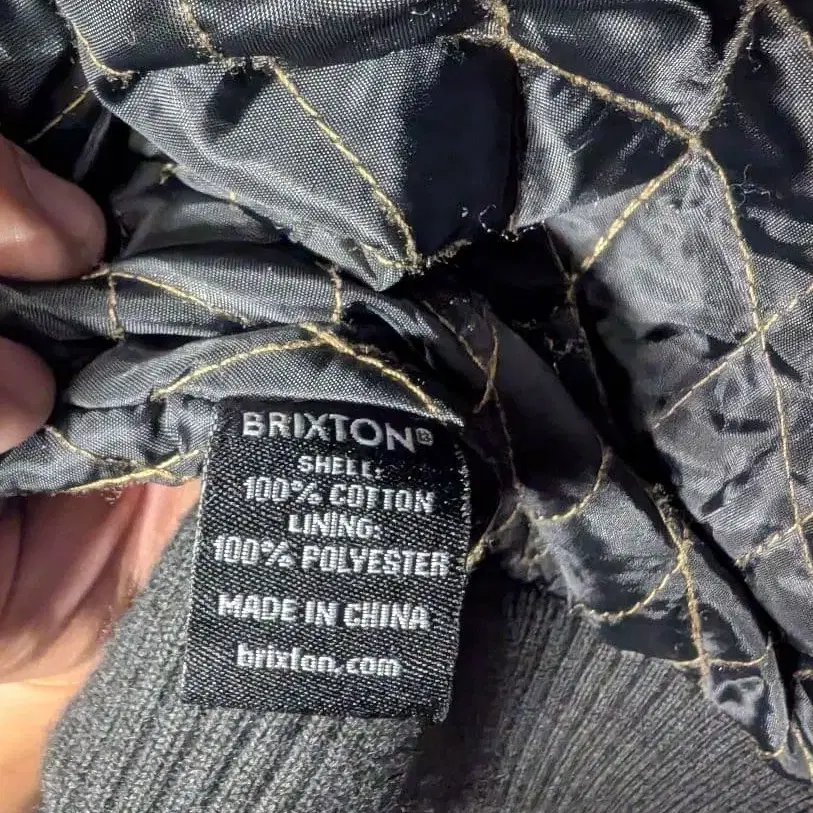 BRIXTON®
SHELL:
100% COTTON
LINING:
100% POLYESTER
MADE IN CHINA
brixton.com